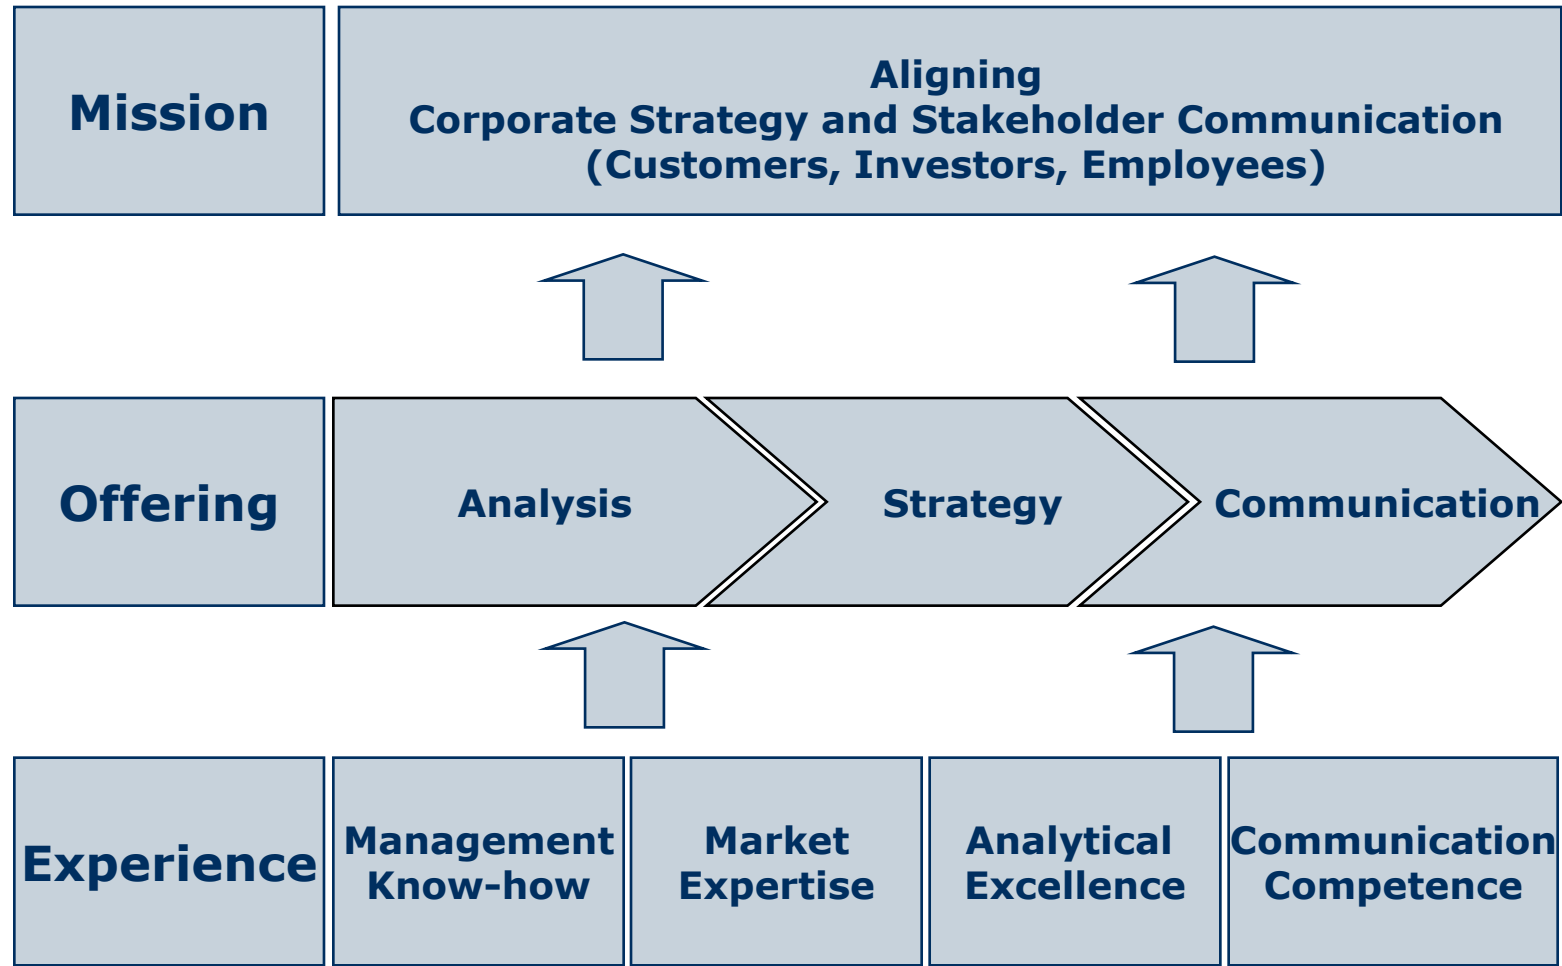 Mission
Aligning
Corporate Strategy and Stakeholder Communication
(Customers, Investors, Employees)
Offering
Analysis
Strategy
Communication
Experience
Management
Know-how
Market
Expertise
Analytical
Excellence
Communication
Competence